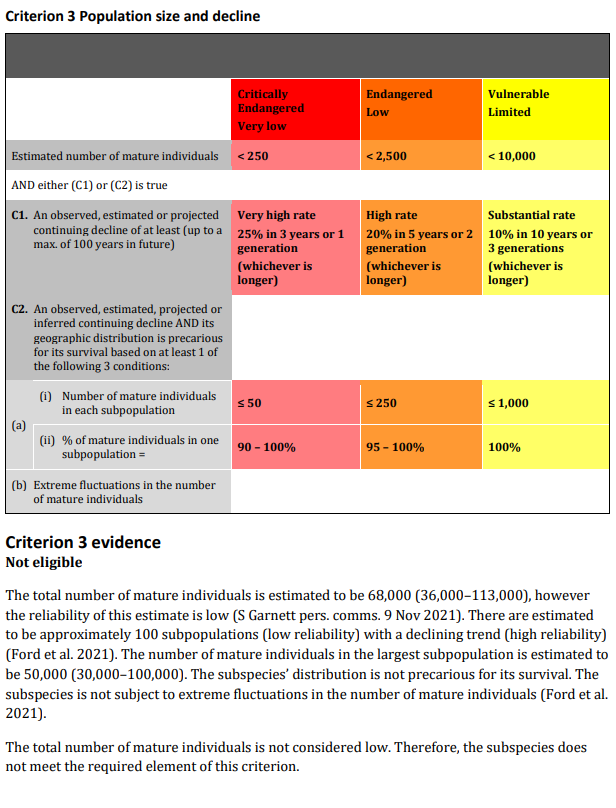 Criterion 3 Population size and decline
Critically
Endangered
Very low
Endangered
Low
Vulnerable
Limited
Estimated number of mature individuals
< 250
< 2,500
< 10,000
AND either (C1) or (C2) is true
C1. An observed, estimated or projected
continuing decline of at least (up to a
max. of 100 years in future)
Very high rate
25% in 3 years or 1
generation
(whichever is
longer)
High rate
20% in 5 years or 2
generation
(whichever is
longer)
Substantial rate
10% in 10 years or
3 generations
(whichever is
longer)
C2. An observed, estimated, projected or
inferred continuing decline AND its
geographic distribution is precarious
for its survival based on at least 1 of
the following 3 conditions:
(a)
(i) Number of mature individuals
in each subpopulation
≤ 50
≤ 250
≤ 1,000
(ii) % of mature individuals in one
subpopulation =
90 – 100%
95 – 100%
100%
(b) Extreme fluctuations in the number
of mature individuals
Criterion 3 evidence
Not eligible
The total number of mature individuals is estimated to be 68,000 (36,000–113,000), however
the reliability of this estimate is low (S Garnett pers. comms. 9 Nov 2021). There are estimated
to be approximately 100 subpopulations (low reliability) with a declining trend (high reliability)
(Ford et al. 2021). The number of mature individuals in the largest subpopulation is estimated to
be 50,000 (30,000–100,000). The subspecies' distribution is not precarious for its survival. The
subspecies is not subject to extreme fluctuations in the number of mature individuals (Ford et al.
2021).
The total number of mature individuals is not considered low. Therefore, the subspecies does
not meet the required element of this criterion.